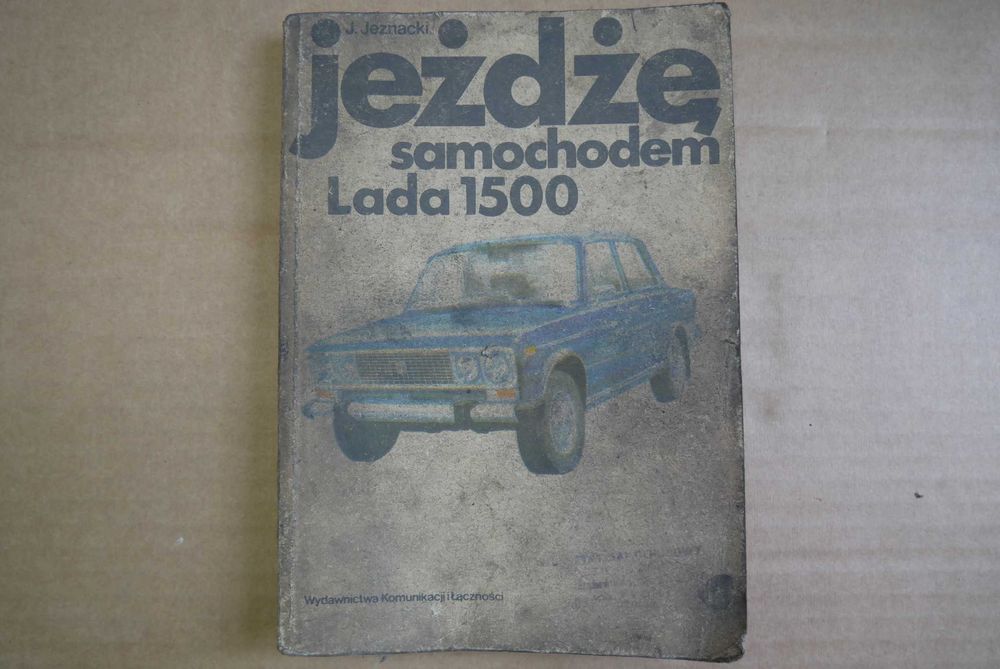 J. Jeznacki
jeżdżę
samochodem
Lada 1500
Wydawnictwa Komunikacji i Łączności